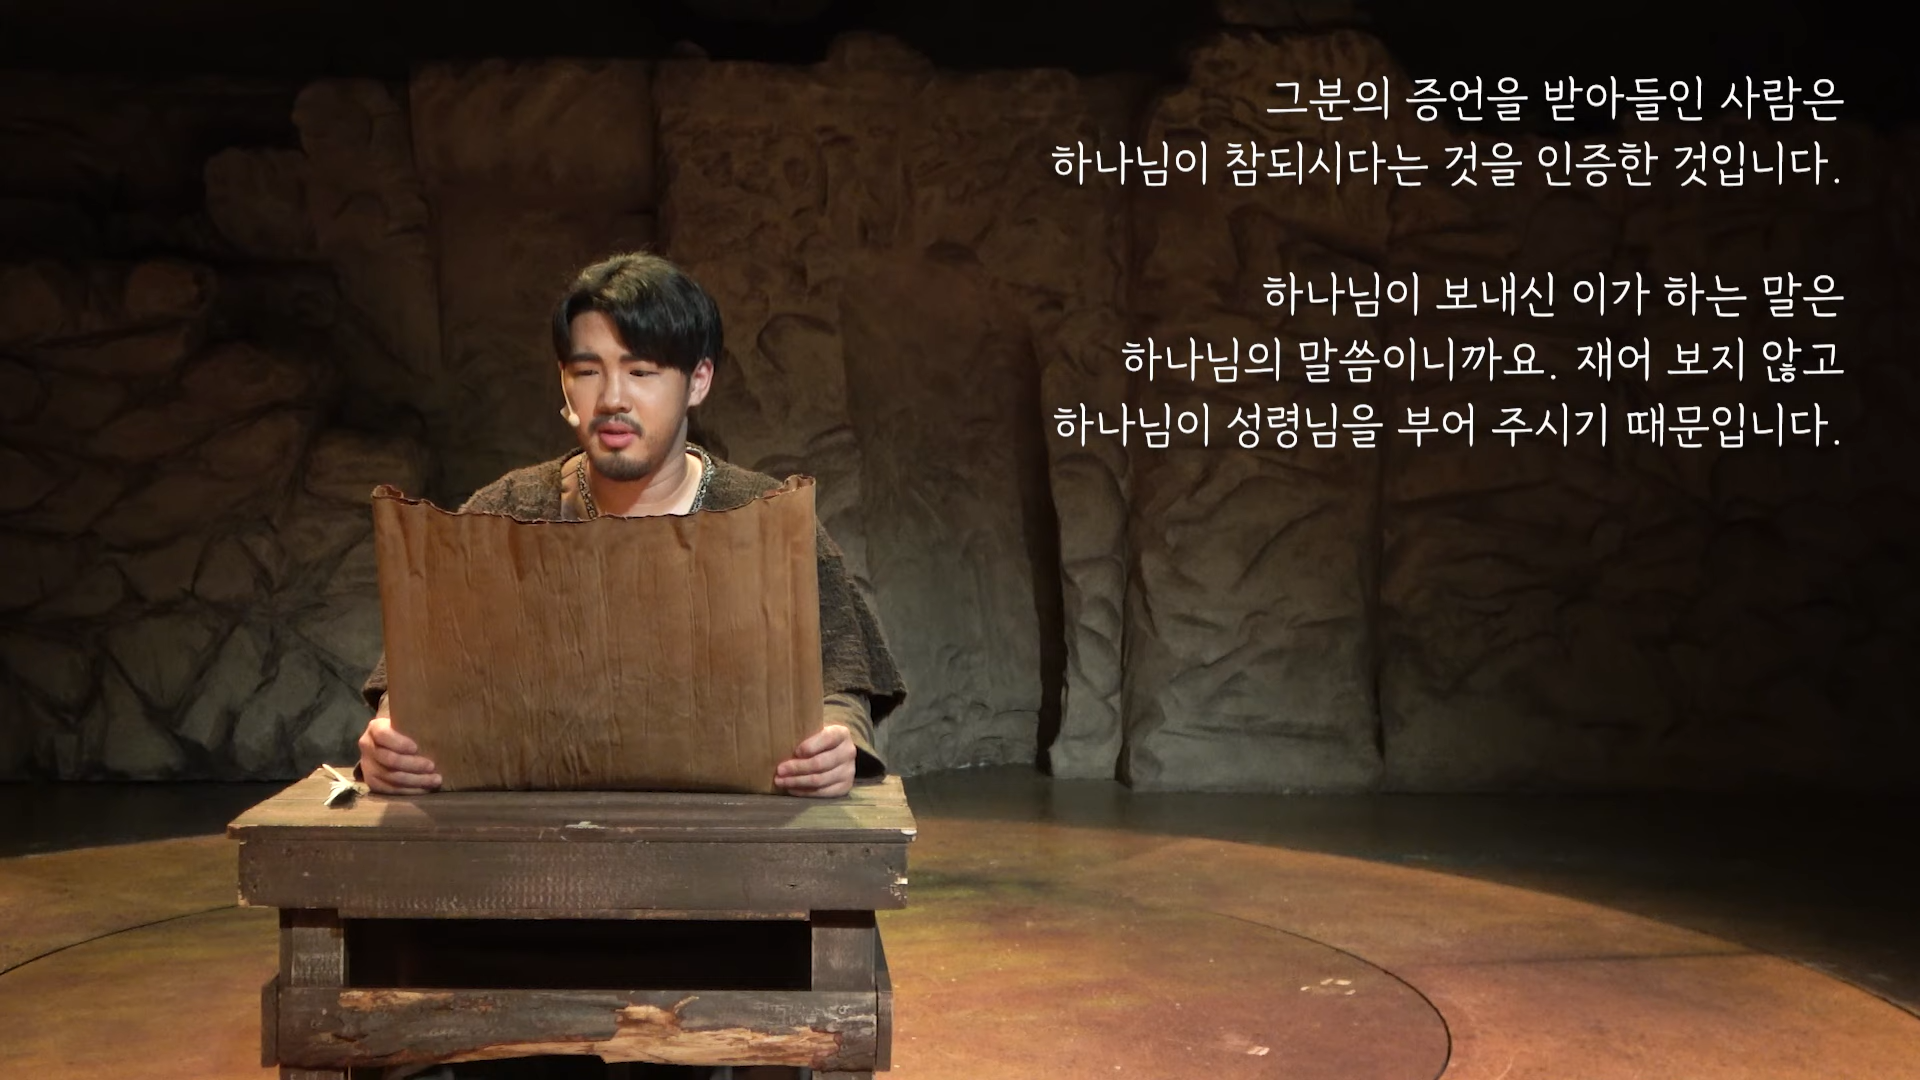 그분의 증언을 받아들인 사람은
하나님이 참되시다는 것을 인증한 것입니다.
하나님이 보내신 이가 하는 말은
하나님의 말씀이니까요. 재어 보지 않고
하나님이 성령님을 부어 주시기 때문입니다.